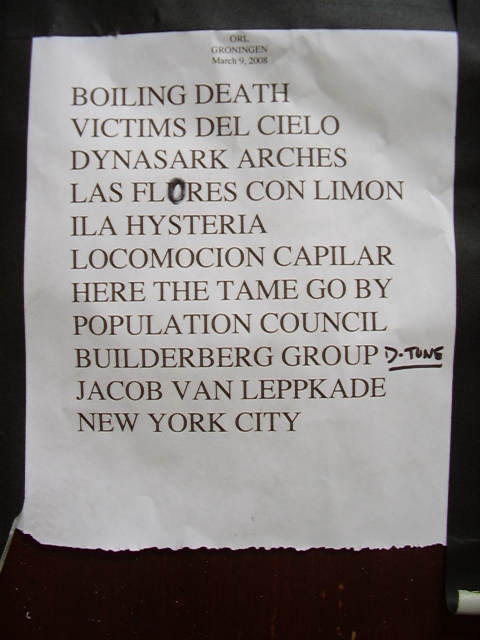 ORL
GRONINGEN
March 9, 2008
BOILING DEATH
VICTIMS DEL CIELO
DYNASARK ARCHES
LAS FLORES CON LIMON
ILA HYSTERIA
LOCOMOCION CAPILAR
HERE THE TAME GO BY
POPULATION COUNCIL
BUILDERBERG GROUP D-TUNE
JACOB VAN LEPPKADE
NEW YORK CITY